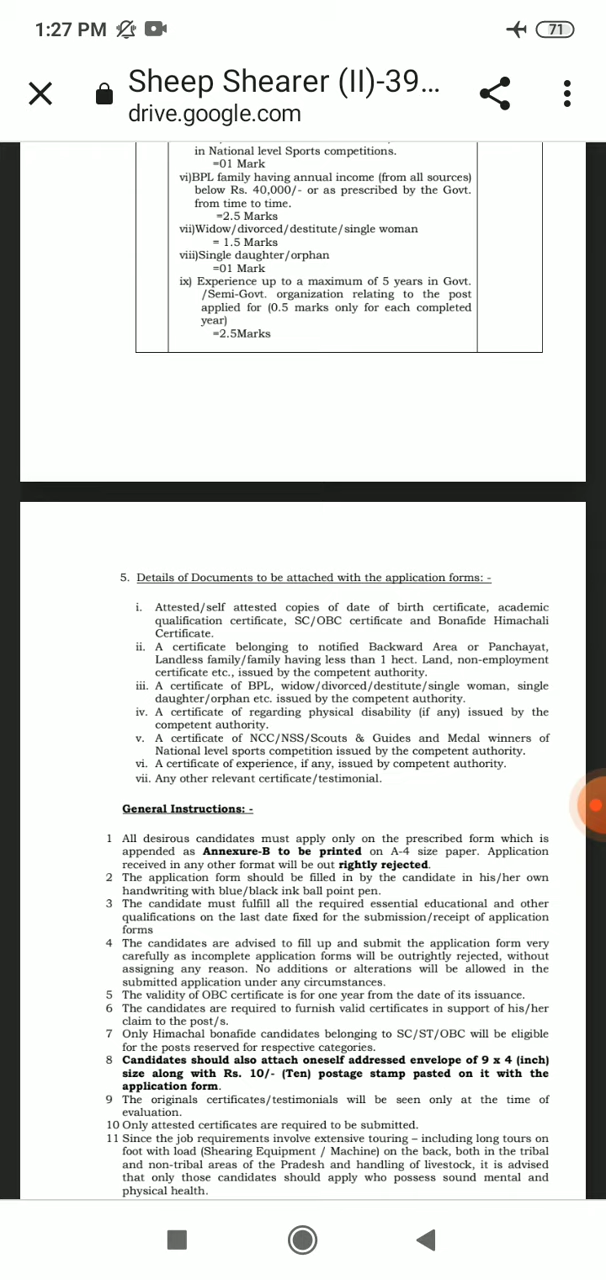 1:27 PM
71
Sheep Shearer (II)-39...
drive.google.com
in National level Sports competitions.
=01 Mark
vi)BPL family having annual income (from all sources)
below Rs. 40,000/- or as prescribed by the Govt.
from time to time.
=2.5 Marks
vii)Widow/divorced/destitute/single woman
= 1.5 Marks
viii)Single daughter/orphan
=01 Mark
ix) Experience up to a maximum of 5 years in Govt.
/Semi-Govt. organization relating to the post
applied for (0.5 marks only for each completed
year)
=2.5Marks
5. Details of Documents to be attached with the application forms: -
i. Attested/self attested copies of date of birth certificate, academic
qualification certificate, SC/OBC certificate and Bonafide Himachali
Certificate.
ii. A certificate belonging to notified Backward Area or Panchayat,
Landless family/family having less than 1 hect. Land, non-employment
certificate etc., issued by the competent authority.
iii. A certificate of BPL, widow/divorced/destitute/single woman, single
daughter/orphan etc. issued by the competent authority.
iv. A certificate of regarding physical disability (if any) issued by the
competent authority.
v. A certificate of NCC/NSS/Scouts & Guides and Medal winners of
National level sports competition issued by the competent authority.
vi. A certificate of experience, if any, issued by competent authority.
vii. Any other relevant certificate/testimonial.
General Instructions: -
1 All desirous candidates must apply only on the prescribed form which is
appended as Annexure-B to be printed on A-4 size paper. Application
received in any other format will be out rightly rejected.
2 The application form should be filled in by the candidate in his/her own
handwriting with blue/black ink ball point pen.
3 The candidate must fulfill all the required essential educational and other
qualifications on the last date fixed for the submission/receipt of application
forms
4 The candidates are advised to fill up and submit the application form very
carefully as incomplete application forms will be outrightly rejected, without
assigning any reason. No additions or alterations will be allowed in the
submitted application under any circumstances.
5 The validity of OBC certificate is for one year from the date of its issuance.
6 The candidates are required to furnish valid certificates in support of his/her
claim to the post/s.
7 Only Himachal bonafide candidates belonging to SC/ST/OBC will be eligible
for the posts reserved for respective categories.
8 Candidates should also attach oneself addressed envelope of 9 x 4 (inch)
size along with Rs. 10/- (Ten) postage stamp pasted on it with the
application form.
9 The originals certificates/testimonials will be seen only at the time of
evaluation.
10 Only attested certificates are required to be submitted.
11 Since the job requirements involve extensive touring – including long tours on
foot with load (Shearing Equipment / Machine) on the back, both in the tribal
and non-tribal areas of the Pradesh and handling of livestock, it is advised
that only those candidates should apply who possess sound mental and
physical health.